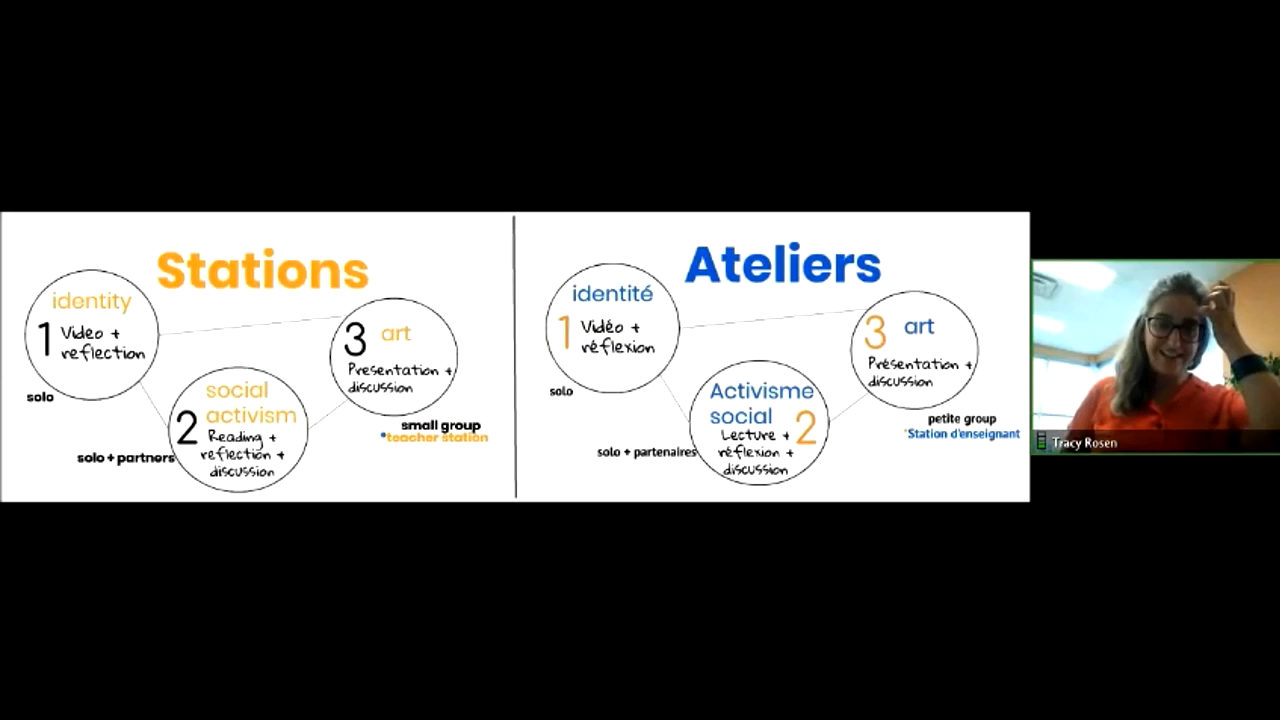 Stations
identity
1 Video +
reflection
solo
social
activism
2 Reading +
reflection +
discussion
solo + partners
3 art
Presentation +
discussion
small group
*teacher station
Ateliers
identité
1 Vidéo +
réflexion
solo
Activisme
social 2
Lecture +
réflexion +
discussion
solo + partenaires
3 art
Présentation +
discussion
petite group
*Station d'enseignant
Tracy Rosen